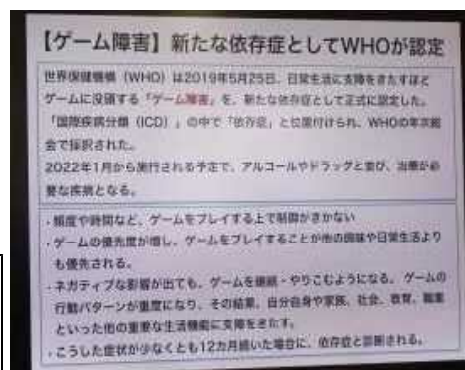 【ゲーム障害】新たな依存症としてWHOが認定
世界保健機構（WHO）は2019年5月25日、日常生活に支障をきたすほど
ゲームに没頭する「ゲーム障害」を、新たな依存症として正式に認定した。
「国際疾病分類（ICD）」の中で「依存症」と位置付けられ、WHOの年次総
会で採択された。
2022年1月から施行される予定で、アルコールやドラッグと並び、治療が必
要な疾病となる。
・頻度や時間など、ゲームをプレイする上で制御がきかない
・ゲームの優先度が増し、ゲームをプレイすることが他の興味や日常生活より
も優先される。
・ネガティブな影響が出ても、ゲームを継続・やりこむようになる。ゲームの
行動パターンが重度になり、その結果、自分自身や家族、社会、教育、職業
といった他の重要な生活機能に支障をきたす。
・こうした症状が少なくとも12カ月続いた場合に、依存症と診断される。